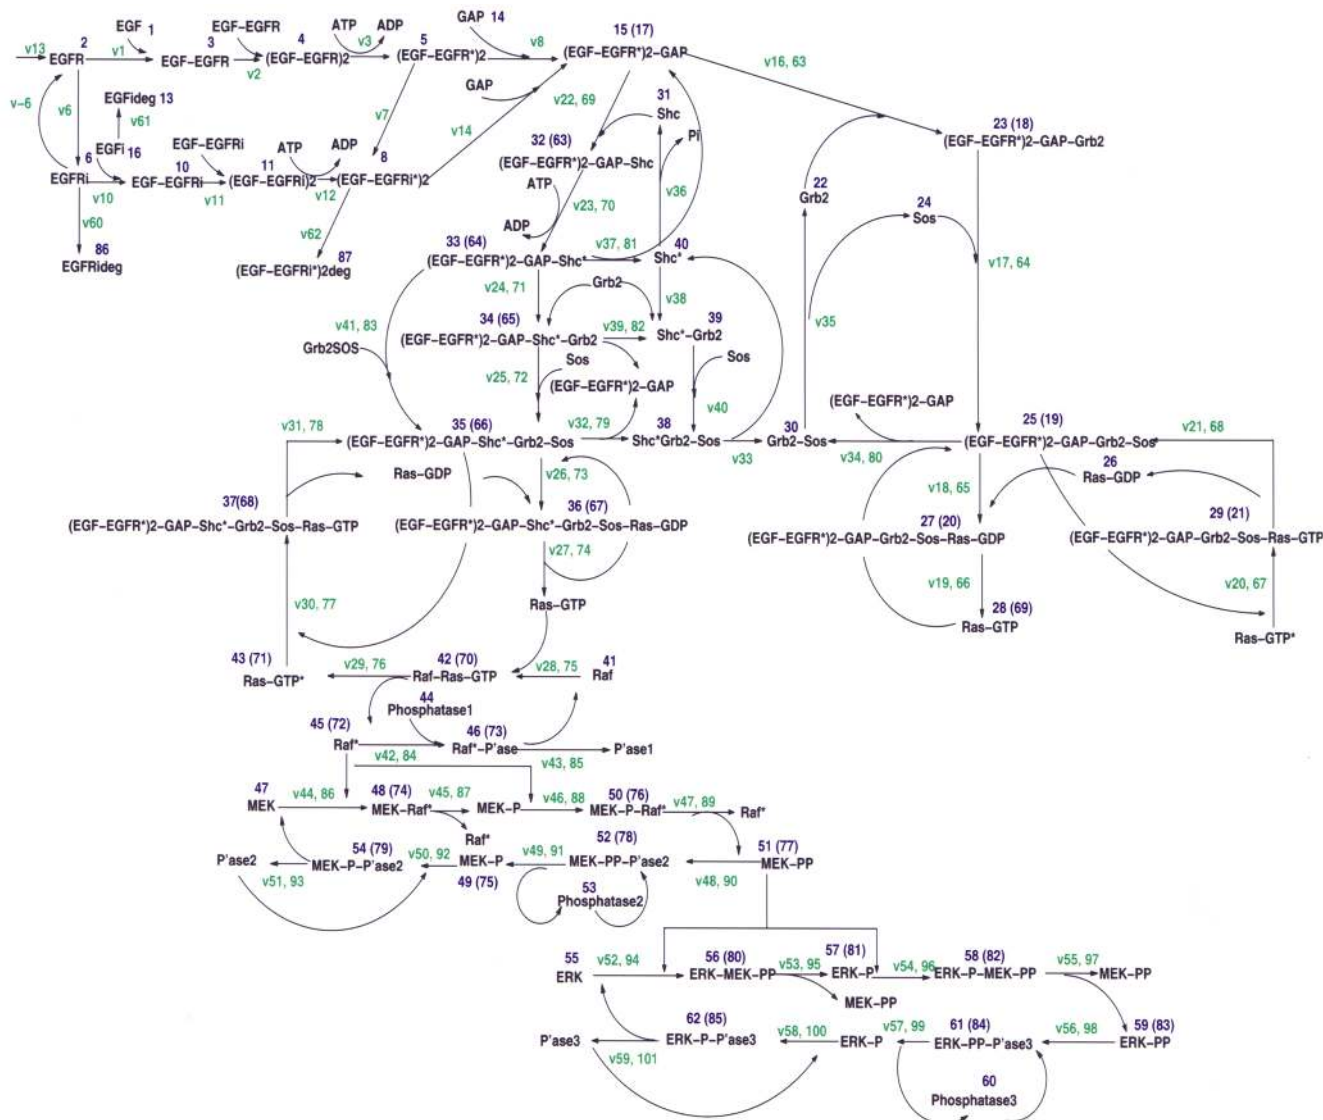 EGF 1
EGF-EGFR
ATP
ADP
GAP 14
v13
2
EGFR
v1
3
EGF-EGFR
v2
4
(EGF-EGFR)2
v3
5
(EGF-EGFR*)2
v8
15 (17)
(EGF-EGFR*)2-GAP
v16, 63
v-6
v6
EGFideg 13
v61
EGFi 16
v7
GAP
v14
v22, 69
31
Shc
Pi
23 (18)
(EGF-EGFR*)2-GAP-Grb2
6
EGFRi
v10
10
EGF-EGFRi
EGF-EGFRi
v11
11
(EGF-EGFRi)2
ATP
ADP
v12
8
(EGF-EGFRi*)2
32 (63)
(EGF-EGFR*)2-GAP-Shc
v36
22
Grb2
24
Sos
v60
86
EGFRideg
v62
87
(EGF-EGFRi*)2deg
ATP
ADP
v23, 70
33 (64)
(EGF-EGFR*)2-GAP-Shc*
v37, 81
40
Shc*
v17, 64
v24, 71
Grb2
v38
v35
v41, 83
Grb2SOS
34 (65)
(EGF-EGFR*)2-GAP-Shc*-Grb2
v39, 82
39
Shc*-Grb2
v25, 72
Sos
Sos
(EGF-EGFR*)2-GAP
v40
(EGF-EGFR*)2-GAP
v31, 78
35 (66)
(EGF-EGFR*)2-GAP-Shc*-Grb2-Sos
v32, 79
38
Shc*Grb2-Sos
v33
30
Grb2-Sos
v34, 80
25 (19)
(EGF-EGFR*)2-GAP-Grb2-Sos
v21, 68
Ras-GDP
v26, 73
v18, 65
26
Ras-GDP
37(68)
(EGF-EGFR*)2-GAP-Shc*-Grb2-Sos-Ras-GTP
36 (67)
(EGF-EGFR*)2-GAP-Shc*-Grb2-Sos-Ras-GDP
27 (20)
(EGF-EGFR*)2-GAP-Grb2-Sos-Ras-GDP
29 (21)
(EGF-EGFR*)2-GAP-Grb2-Sos-Ras-GTP
v27, 74
v19, 66
v20, 67
v30, 77
Ras-GTP
28 (69)
Ras-GTP
Ras-GTP*
43 (71)
Ras-GTP*
v29, 76
42 (70)
Raf-Ras-GTP
v28, 75
41
Raf
44
Phosphatase1
45 (72)
Raf*
v42, 84
46 (73)
Raf*-P'ase
v43, 85
P'ase1
47
MEK
v44, 86
48 (74)
MEK-Raf*
v45, 87
MEK-P
v46, 88
50 (76)
MEK-P-Raf*
v47, 89
Raf*
Raf*
P'ase2
v51, 93
54 (79)
MEK-P-P'ase2
v50, 92
MEK-P
49 (75)
v49, 91
52 (78)
MEK-PP-P'ase2
v48, 90
51 (77)
MEK-PP
53
Phosphatase2
55
ERK
v52, 94
56 (80)
ERK-MEK-PP
v53, 95
57 (81)
ERK-P
v54, 96
58 (82)
ERK-P-MEK-PP
v55, 97
MEK-PP
MEK-PP
P'ase3
v59, 101
62 (85)
ERK-P-P'ase3
v58, 100
ERK-P
v57, 99
61 (84)
ERK-PP-P'ase3
v56, 98
59 (83)
ERK-PP
60
Phosphatase3